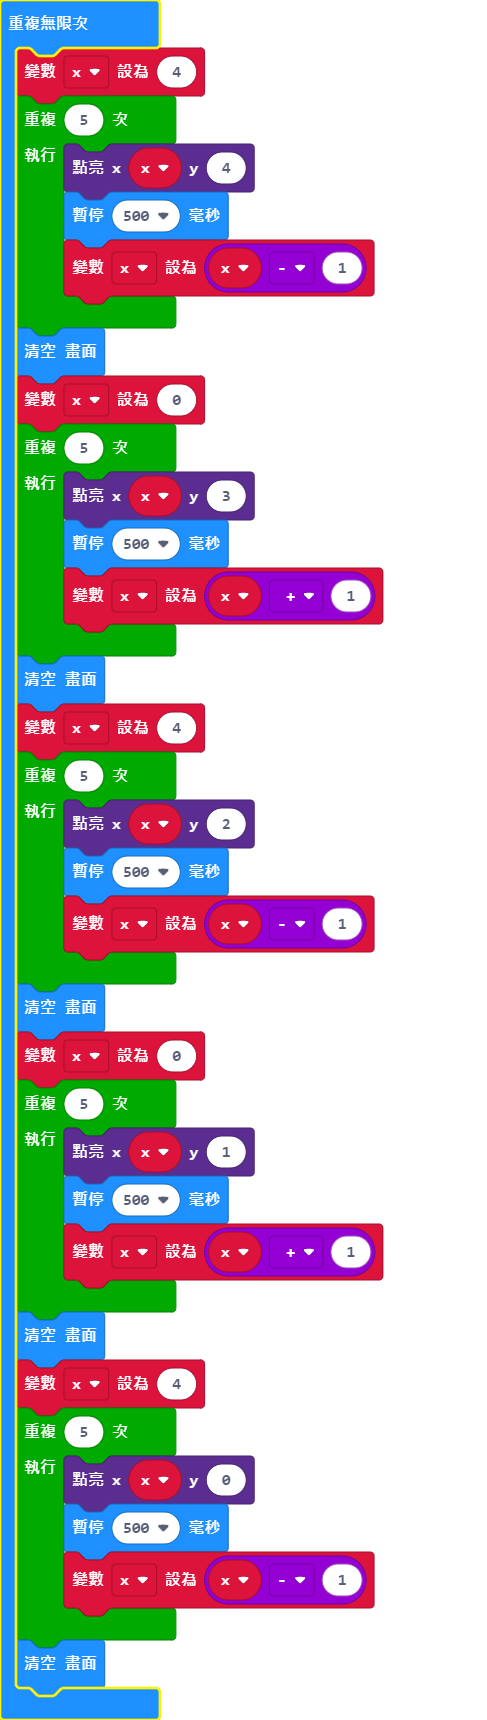 重複無限次
變數 x 設為 4
重複 5 次
執行
點亮 x x y 4
暫停 500 毫秒
變數 x 設為 x - 1
清空 畫面
變數 x 設為 0
重複 5 次
執行
點亮 x x y 3
暫停 500 毫秒
變數 x 設為 x + 1
清空 畫面
變數 x 設為 4
重複 5 次
執行
點亮 x x y 2
暫停 500 毫秒
變數 x 設為 x - 1
清空 畫面
變數 x 設為 0
重複 5 次
執行
點亮 x x y 1
暫停 500 毫秒
變數 x 設為 x + 1
清空 畫面
變數 x 設為 4
重複 5 次
執行
點亮 x x y 0
暫停 500 毫秒
變數 x 設為 x - 1
清空 畫面